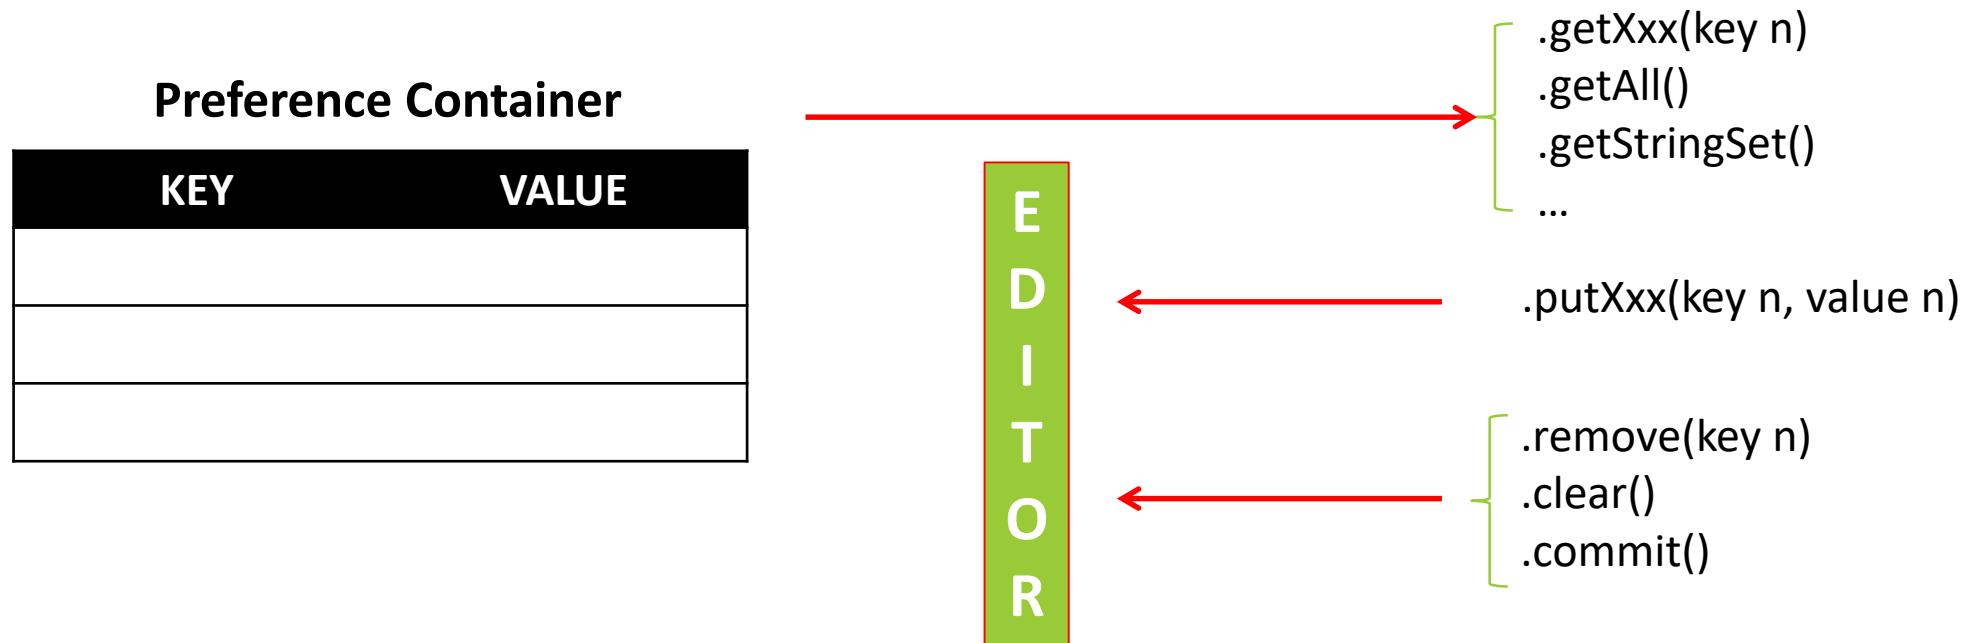 Preference Container
KEY VALUE
E
D
I
T
O
R
.getXxx(key n)
.getAll()
.getStringSet()
...
.putXxx(key n, value n)
.remove(key n)
.clear()
.commit()